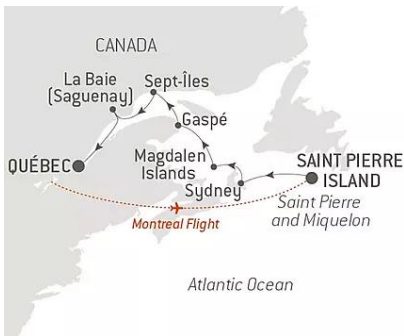 CANADA
La Baie
(Saguenay)
Sept-Îles
Gaspé
QUÉBEC
Magdalen
Islands
Sydney
SAINT PIERRE
ISLAND
Saint Pierre
and Miquelon
Montreal Flight
Atlantic Ocean